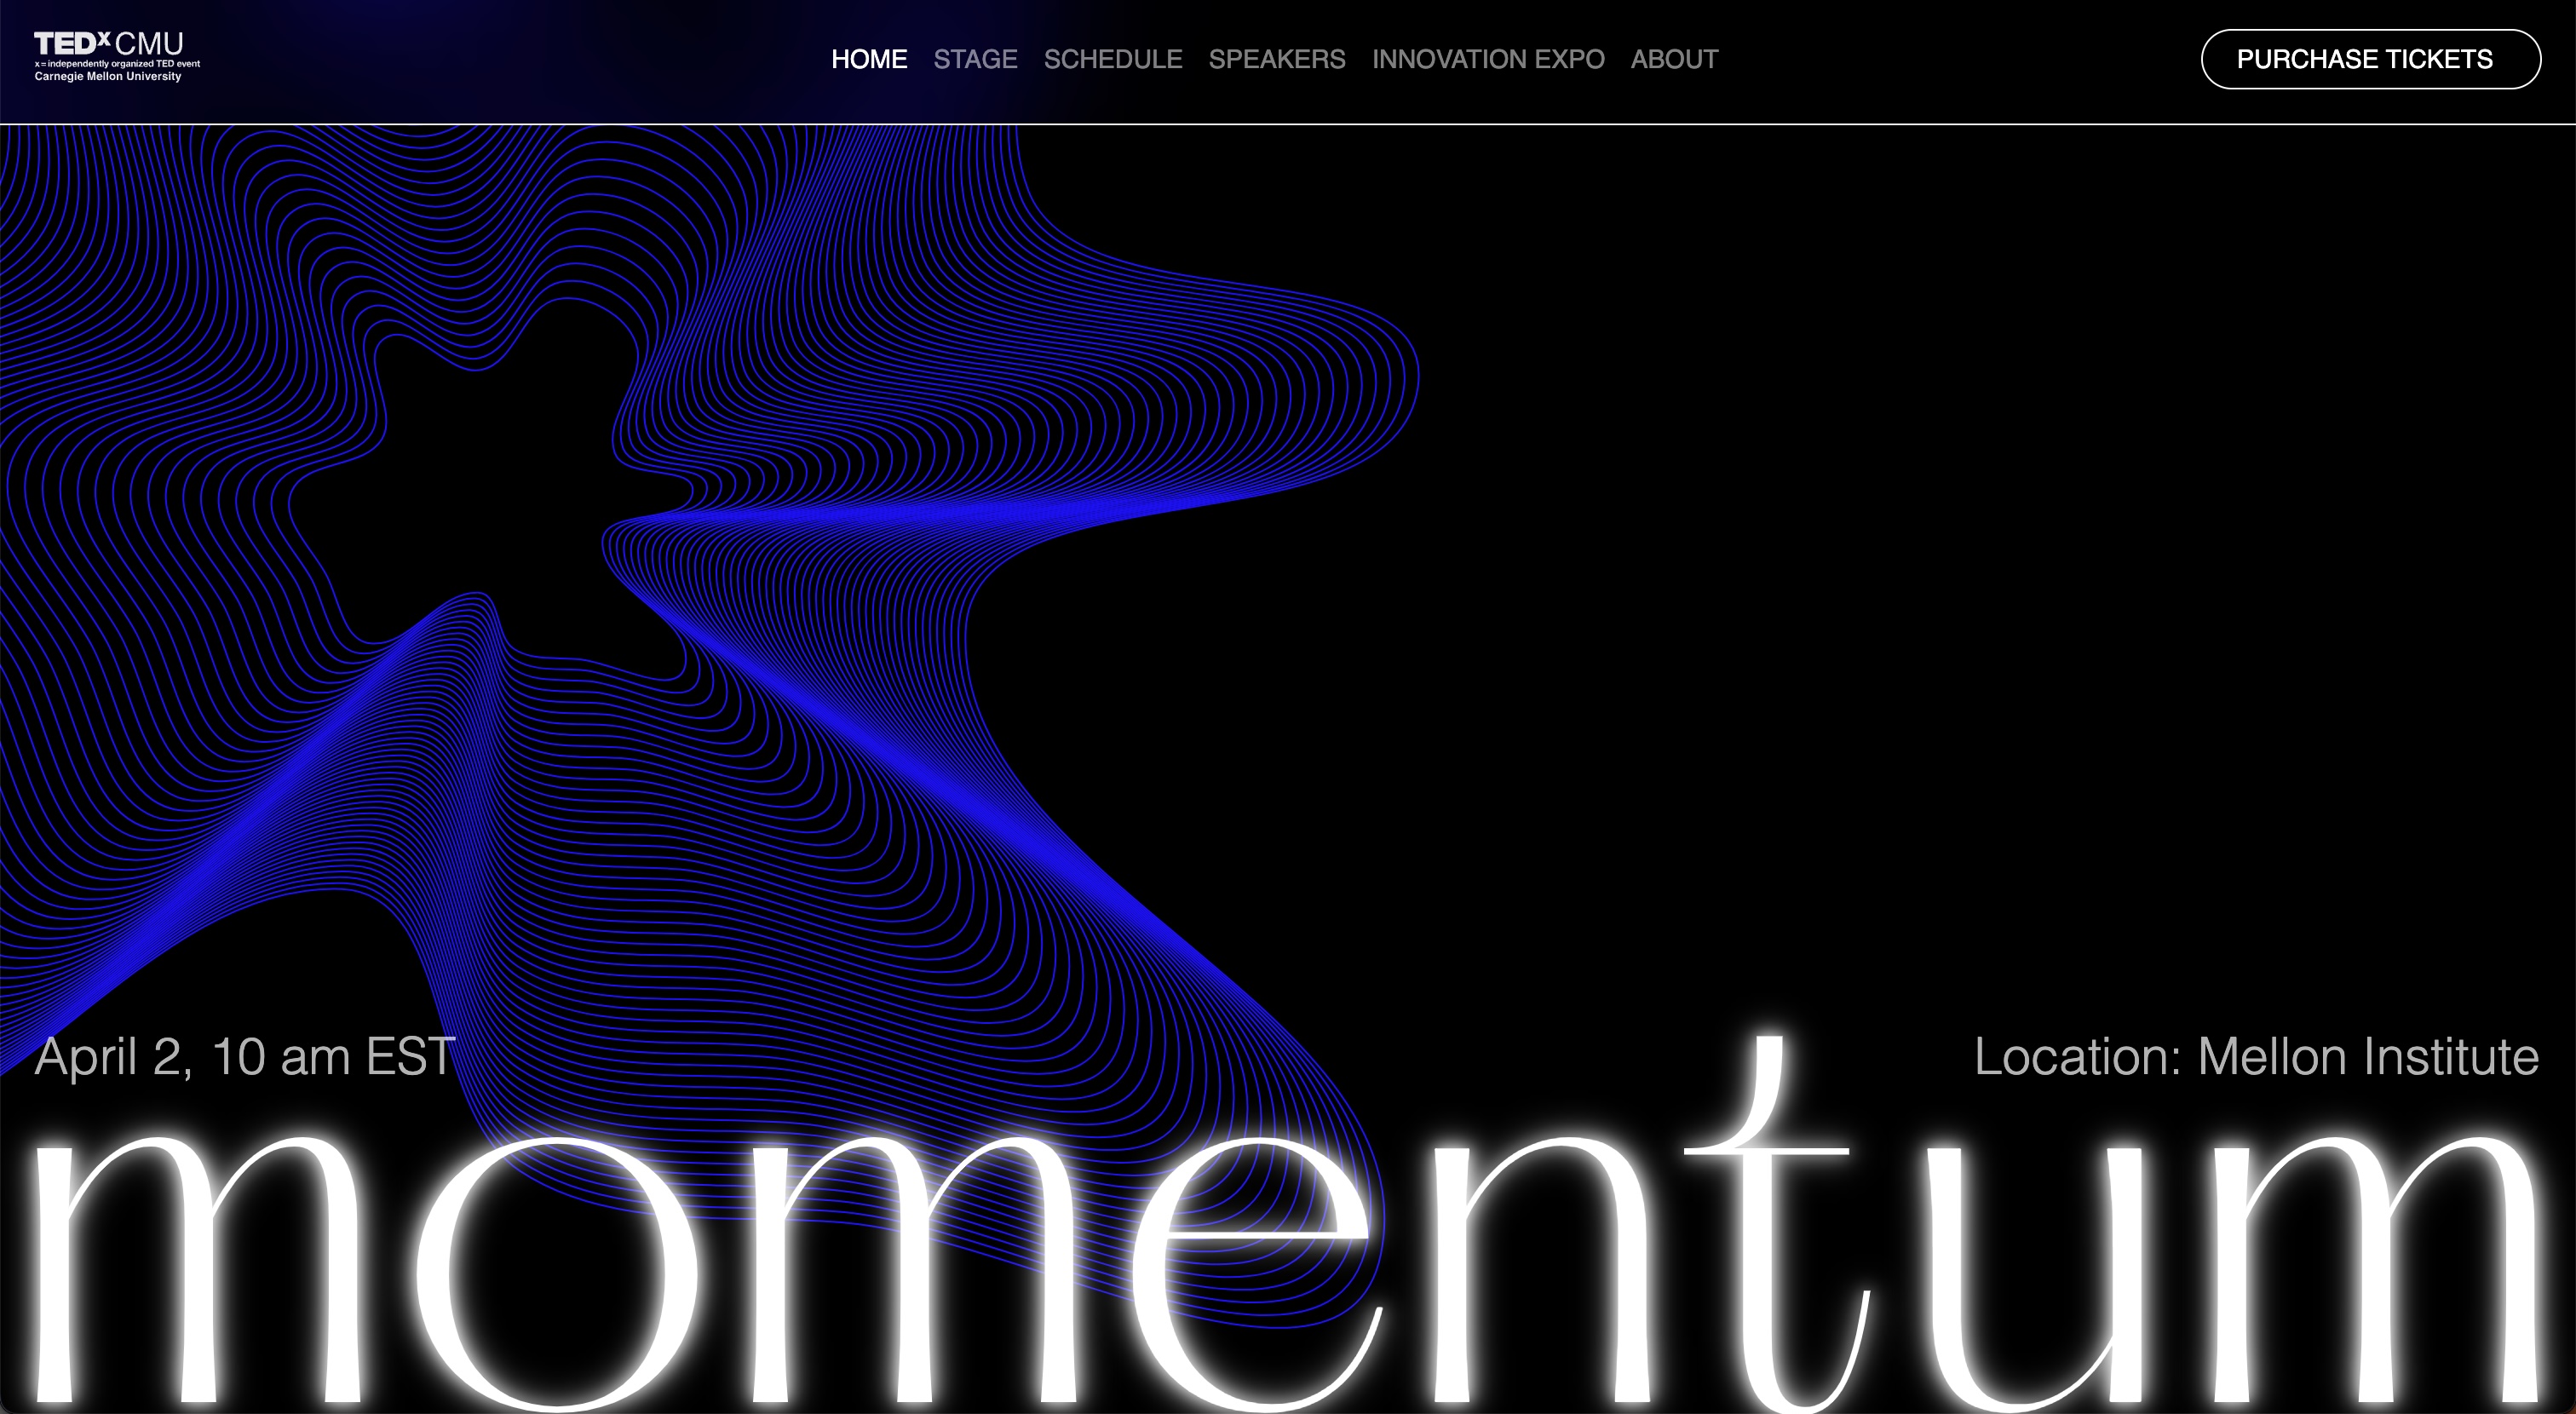 TEDx CMU
x = independently organized TED event
Carnegie Mellon University
HOME STAGE SCHEDULE SPEAKERS INNOVATION EXPO ABOUT
PURCHASE TICKETS
April 2, 10 am EST
Location: Mellon Institute
momentum